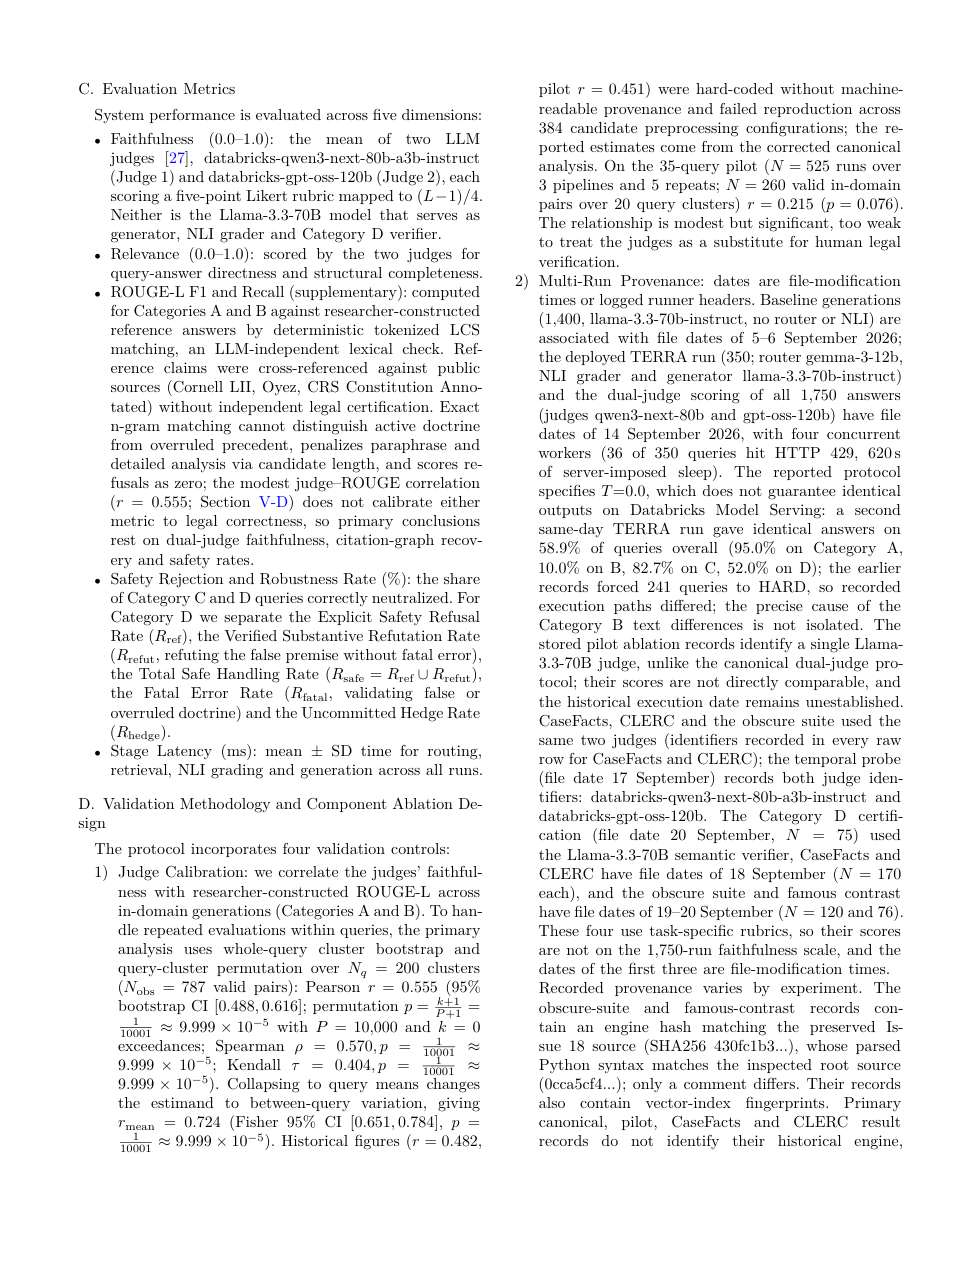 C. Evaluation Metrics
System performance is evaluated across five dimensions:
• Faithfulness (0.0–1.0): the mean of two LLM
judges [27], databricks-qwen3-next-80b-a3b-instruct
(Judge 1) and databricks-gpt-oss-120b (Judge 2), each
scoring a five-point Likert rubric mapped to (L−1)/4.
Neither is the Llama-3.3-70B model that serves as
generator, NLI grader and Category D verifier.
• Relevance (0.0–1.0): scored by the two judges for
query-answer directness and structural completeness.
• ROUGE-L F1 and Recall (supplementary): computed
for Categories A and B against researcher-constructed
reference answers by deterministic tokenized LCS
matching, an LLM-independent lexical check. Ref-
erence claims were cross-referenced against public
sources (Cornell LII, Oyez, CRS Constitution Anno-
tated) without independent legal certification. Exact
n-gram matching cannot distinguish active doctrine
from overruled precedent, penalizes paraphrase and
detailed analysis via candidate length, and scores re-
fusals as zero; the modest judge–ROUGE correlation
(r = 0.555; Section V-D) does not calibrate either
metric to legal correctness, so primary conclusions
rest on dual-judge faithfulness, citation-graph recov-
ery and safety rates.
• Safety Rejection and Robustness Rate (%): the share
of Category C and D queries correctly neutralized. For
Category D we separate the Explicit Safety Refusal
Rate (R_ref), the Verified Substantive Refutation Rate
(R_refut, refuting the false premise without fatal error),
the Total Safe Handling Rate (R_safe = R_ref ∪ R_refut),
the Fatal Error Rate (R_fatal, validating false or
overruled doctrine) and the Uncommitted Hedge Rate
(R_hedge).
• Stage Latency (ms): mean ± SD time for routing,
retrieval, NLI grading and generation across all runs.
D. Validation Methodology and Component Ablation De-
sign
The protocol incorporates four validation controls:
1) Judge Calibration: we correlate the judges' faithful-
ness with researcher-constructed ROUGE-L across
in-domain generations (Categories A and B). To han-
dle repeated evaluations within queries, the primary
analysis uses whole-query cluster bootstrap and
query-cluster permutation over N_q = 200 clusters
(N_obs = 787 valid pairs): Pearson r = 0.555 (95%
bootstrap CI [0.488, 0.616]; permutation p = (k+1)/(P+1) =
1/10001 ≈ 9.999 × 10^−5 with P = 10,000 and k = 0
exceedances; Spearman ρ = 0.570, p = 1/10001 ≈
9.999 × 10^−5; Kendall τ = 0.404, p = 1/10001 ≈
9.999 × 10^−5). Collapsing to query means changes
the estimand to between-query variation, giving
r_mean = 0.724 (Fisher 95% CI [0.651, 0.784], p =
1/10001 ≈ 9.999 × 10^−5). Historical figures (r = 0.482,
pilot r = 0.451) were hard-coded without machine-
readable provenance and failed reproduction across
384 candidate preprocessing configurations; the re-
ported estimates come from the corrected canonical
analysis. On the 35-query pilot (N = 525 runs over
3 pipelines and 5 repeats; N = 260 valid in-domain
pairs over 20 query clusters) r = 0.215 (p = 0.076).
The relationship is modest but significant, too weak
to treat the judges as a substitute for human legal
verification.
2) Multi-Run Provenance: dates are file-modification
times or logged runner headers. Baseline generations
(1,400, llama-3.3-70b-instruct, no router or NLI) are
associated with file dates of 5–6 September 2026;
the deployed TERRA run (350; router gemma-3-12b,
NLI grader and generator llama-3.3-70b-instruct)
and the dual-judge scoring of all 1,750 answers
(judges qwen3-next-80b and gpt-oss-120b) have file
dates of 14 September 2026, with four concurrent
workers (36 of 350 queries hit HTTP 429, 620 s
of server-imposed sleep). The reported protocol
specifies T=0.0, which does not guarantee identical
outputs on Databricks Model Serving: a second
same-day TERRA run gave identical answers on
58.9% of queries overall (95.0% on Category A,
10.0% on B, 82.7% on C, 52.0% on D); the earlier
records forced 241 queries to HARD, so recorded
execution paths differed; the precise cause of the
Category B text differences is not isolated. The
stored pilot ablation records identify a single Llama-
3.3-70B judge, unlike the canonical dual-judge pro-
tocol; their scores are not directly comparable, and
the historical execution date remains unestablished.
CaseFacts, CLERC and the obscure suite used the
same two judges (identifiers recorded in every raw
row for CaseFacts and CLERC); the temporal probe
(file date 17 September) records both judge iden-
tifiers: databricks-qwen3-next-80b-a3b-instruct and
databricks-gpt-oss-120b. The Category D certifi-
cation (file date 20 September, N = 75) used
the Llama-3.3-70B semantic verifier, CaseFacts and
CLERC have file dates of 18 September (N = 170
each), and the obscure suite and famous contrast
have file dates of 19–20 September (N = 120 and 76).
These four use task-specific rubrics, so their scores
are not on the 1,750-run faithfulness scale, and the
dates of the first three are file-modification times.
Recorded provenance varies by experiment. The
obscure-suite and famous-contrast records con-
tain an engine hash matching the preserved Is-
sue 18 source (SHA256 430fc1b3...), whose parsed
Python syntax matches the inspected root source
(0cca5cf4...); only a comment differs. Their records
also contain vector-index fingerprints. Primary
canonical, pilot, CaseFacts and CLERC result
records do not identify their historical engine,